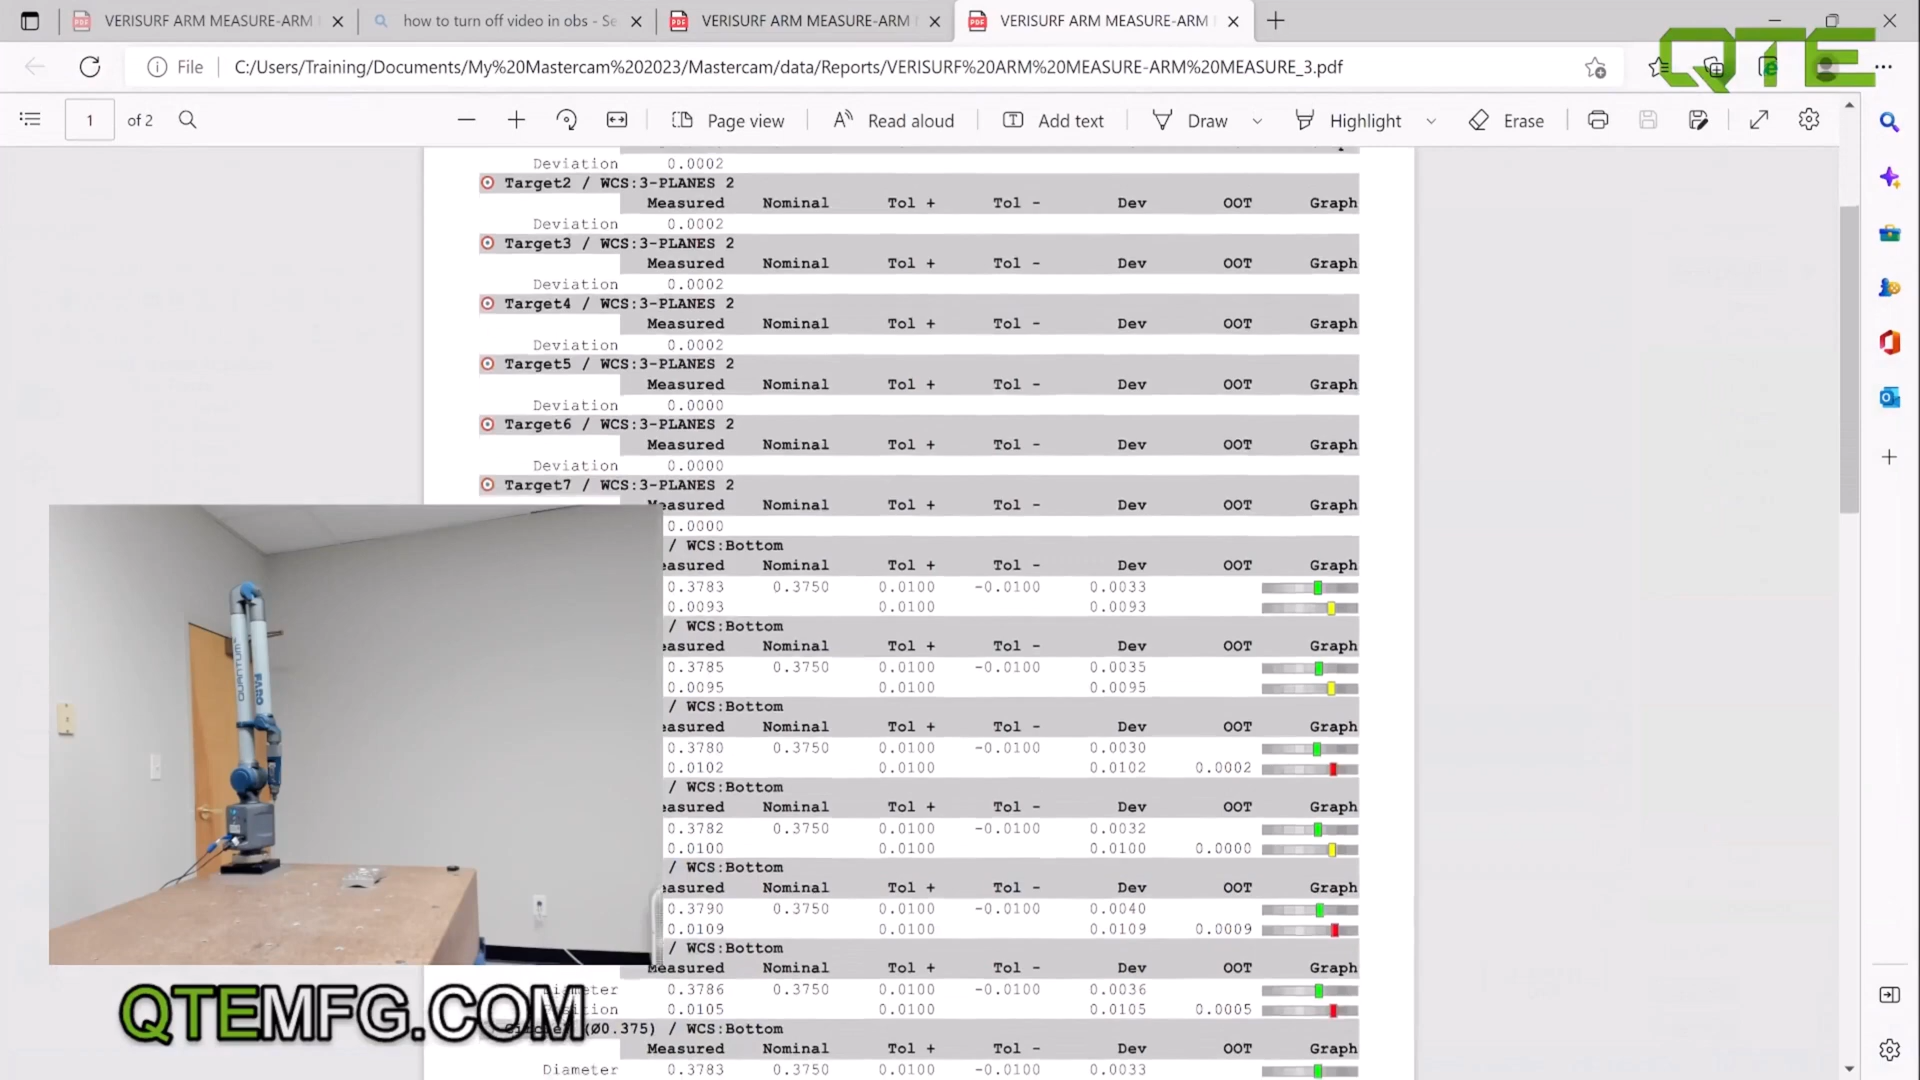 VERISURF ARM MEASURE-ARM
how to turn off video in obs - Se
VERISURF ARM MEASURE-ARM
VERISURF ARM MEASURE-ARM
QTE
File
C:/Users/Training/Documents/My%20Mastercam%202023/Mastercam/data/Reports/VERISURF%20ARM%20MEASURE-ARM%20MEASURE_3.pdf
1 of 2
Page view
Read aloud
Add text
Draw
Highlight
Erase
Deviation 0.0002
Target2 / WCS:3-PLANES 2
Measured Nominal Tol + Tol - Dev OOT Graph
Deviation 0.0002
Target3 / WCS:3-PLANES 2
Measured Nominal Tol + Tol - Dev OOT Graph
Deviation 0.0002
Target4 / WCS:3-PLANES 2
Measured Nominal Tol + Tol - Dev OOT Graph
Deviation 0.0002
Target5 / WCS:3-PLANES 2
Measured Nominal Tol + Tol - Dev OOT Graph
Deviation 0.0000
Target6 / WCS:3-PLANES 2
Measured Nominal Tol + Tol - Dev OOT Graph
Deviation 0.0000
Target7 / WCS:3-PLANES 2
Measured Nominal Tol + Tol - Dev OOT Graph
0.0000
/ WCS:Bottom
easured Nominal Tol + Tol - Dev OOT Graph
0.3783 0.3750 0.0100 -0.0100 0.0033
0.0093 0.0100 0.0093
/ WCS:Bottom
easured Nominal Tol + Tol - Dev OOT Graph
0.3785 0.3750 0.0100 -0.0100 0.0035
0.0095 0.0100 0.0095
/ WCS:Bottom
easured Nominal Tol + Tol - Dev OOT Graph
0.3780 0.3750 0.0100 -0.0100 0.0030
0.0102 0.0100 0.0102 0.0002
/ WCS:Bottom
easured Nominal Tol + Tol - Dev OOT Graph
0.3782 0.3750 0.0100 -0.0100 0.0032
0.0100 0.0100 0.0100 0.0000
/ WCS:Bottom
easured Nominal Tol + Tol - Dev OOT Graph
0.3790 0.3750 0.0100 -0.0100 0.0040
0.0109 0.0100 0.0109 0.0009
/ WCS:Bottom
Measured Nominal Tol + Tol - Dev OOT Graph
Diameter 0.3786 0.3750 0.0100 -0.0100 0.0036
Position 0.0105 0.0100 0.0105 0.0005
(Ø0.375) / WCS:Bottom
Measured Nominal Tol + Tol - Dev OOT Graph
Diameter 0.3783 0.3750 0.0100 -0.0100 0.0033
QUANTUM
FARO
QTEMFG.COM